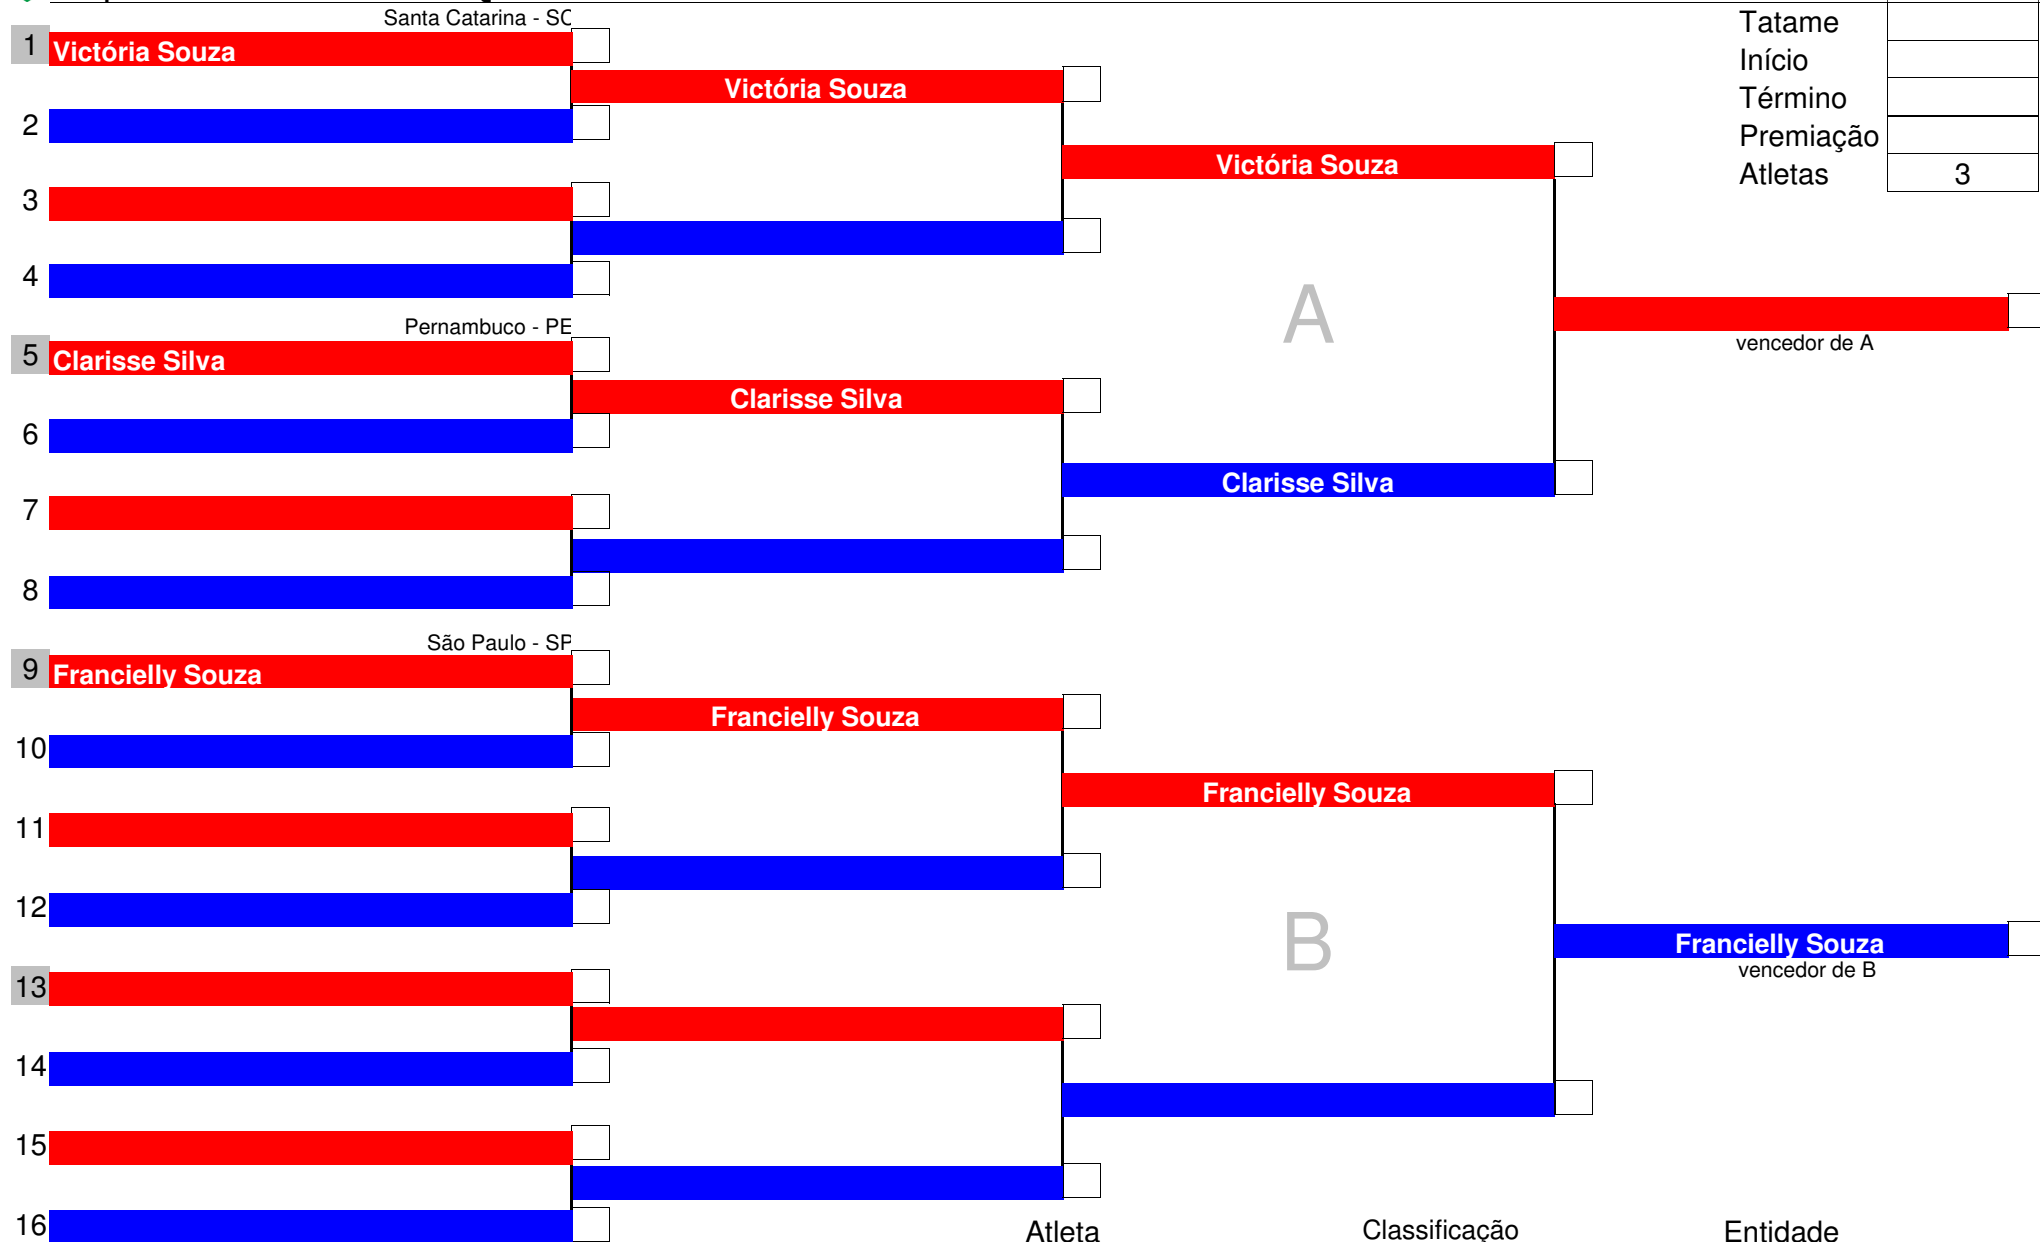 Santa Catarina - SC
Tatame
1 Victória Souza
Início
Victória Souza
Término
2
Premiação
Victória Souza
Atletas 3
3
4
A
Pernambuco - PE
vencedor de A
5 Clarisse Silva
Clarisse Silva
6
Clarisse Silva
7
8
São Paulo - SP
9 Francielly Souza
Francielly Souza
10
Francielly Souza
11
12
B
Francielly Souza
vencedor de B
13
14
15
16
Atleta Classificação Entidade